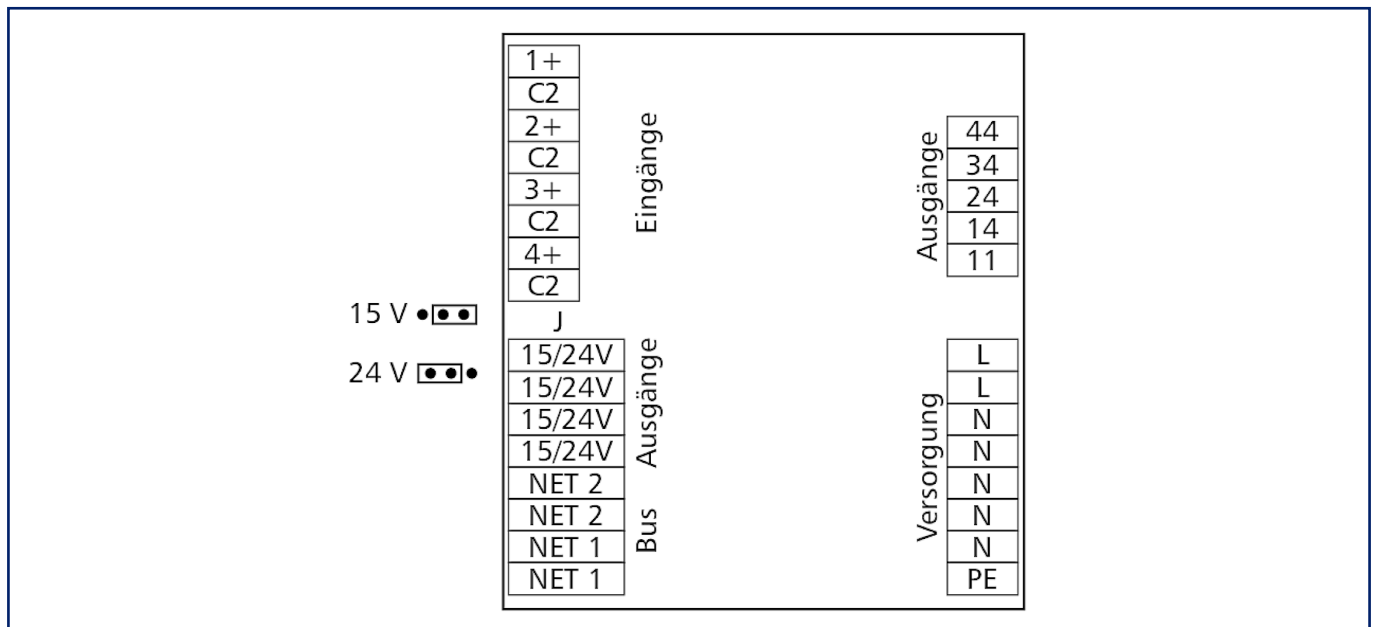 1+
C2
2+
C2
3+
C2
4+
C2
Eingänge
15 V
J
24 V
15/24V
15/24V
15/24V
15/24V
Ausgänge
NET 2
NET 2
NET 1
NET 1
Bus
Ausgänge
44
34
24
14
11
Versorgung
L
L
N
N
N
N
N
PE